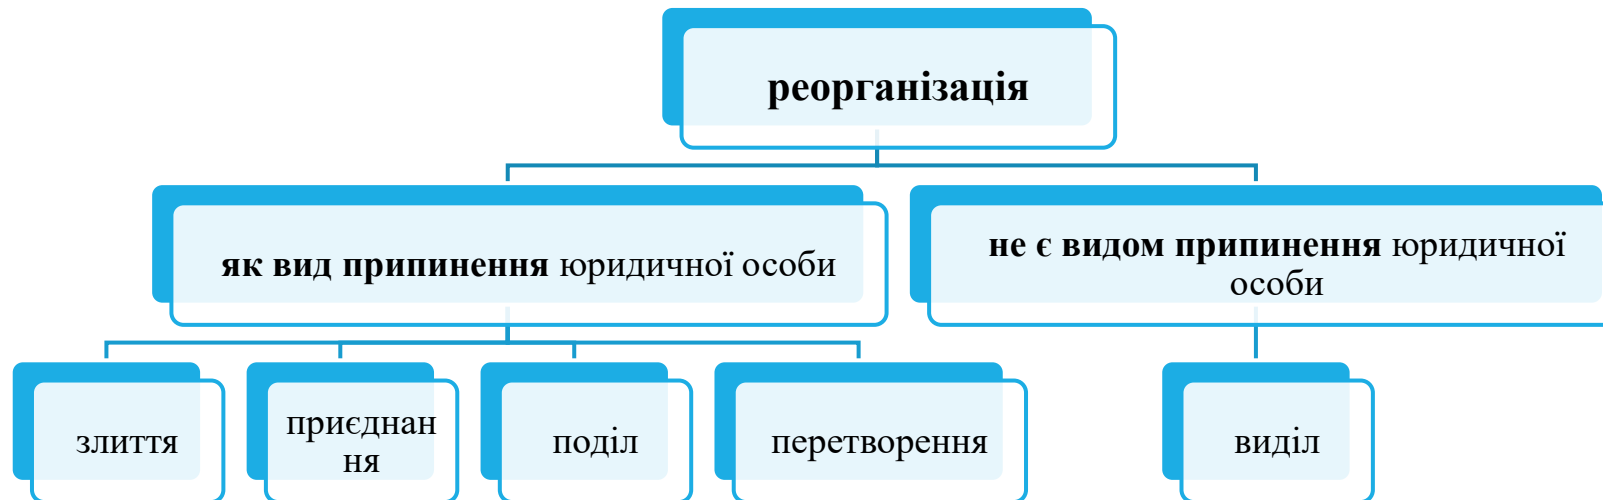 реорганізація
як вид припинення юридичної особи
не є видом припинення юридичної
особи
злиття
приєднан
ня
поділ
перетворення
виділ